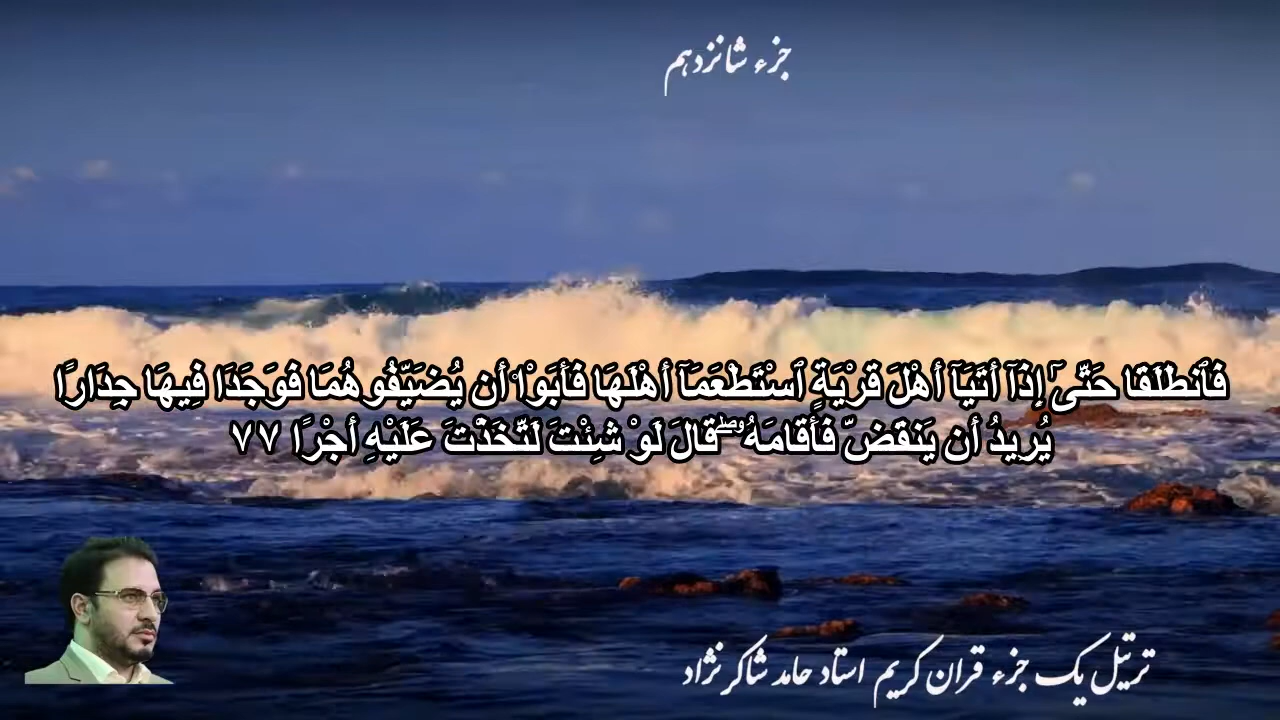 جزء شانزدهم
فَٱنطَلَقَا حَتَّىٰٓ إِذَآ أَتَيَآ أَهْلَ قَرْيَةٍ ٱسْتَطْعَمَآ أَهْلَهَا فَأَبَوْا۟ أَن يُضَيِّفُوهُمَا فَوَجَدَا فِيهَا جِدَارًا
يُرِيدُ أَن يَنقَضَّ فَأَقَامَهُۥۖ قَالَ لَوْ شِئْتَ لَتَّخَذْتَ عَلَيْهِ أَجْرًا ٧٧
ترتیل یک جزء قران کریم استاد حامد شاکرنژاد